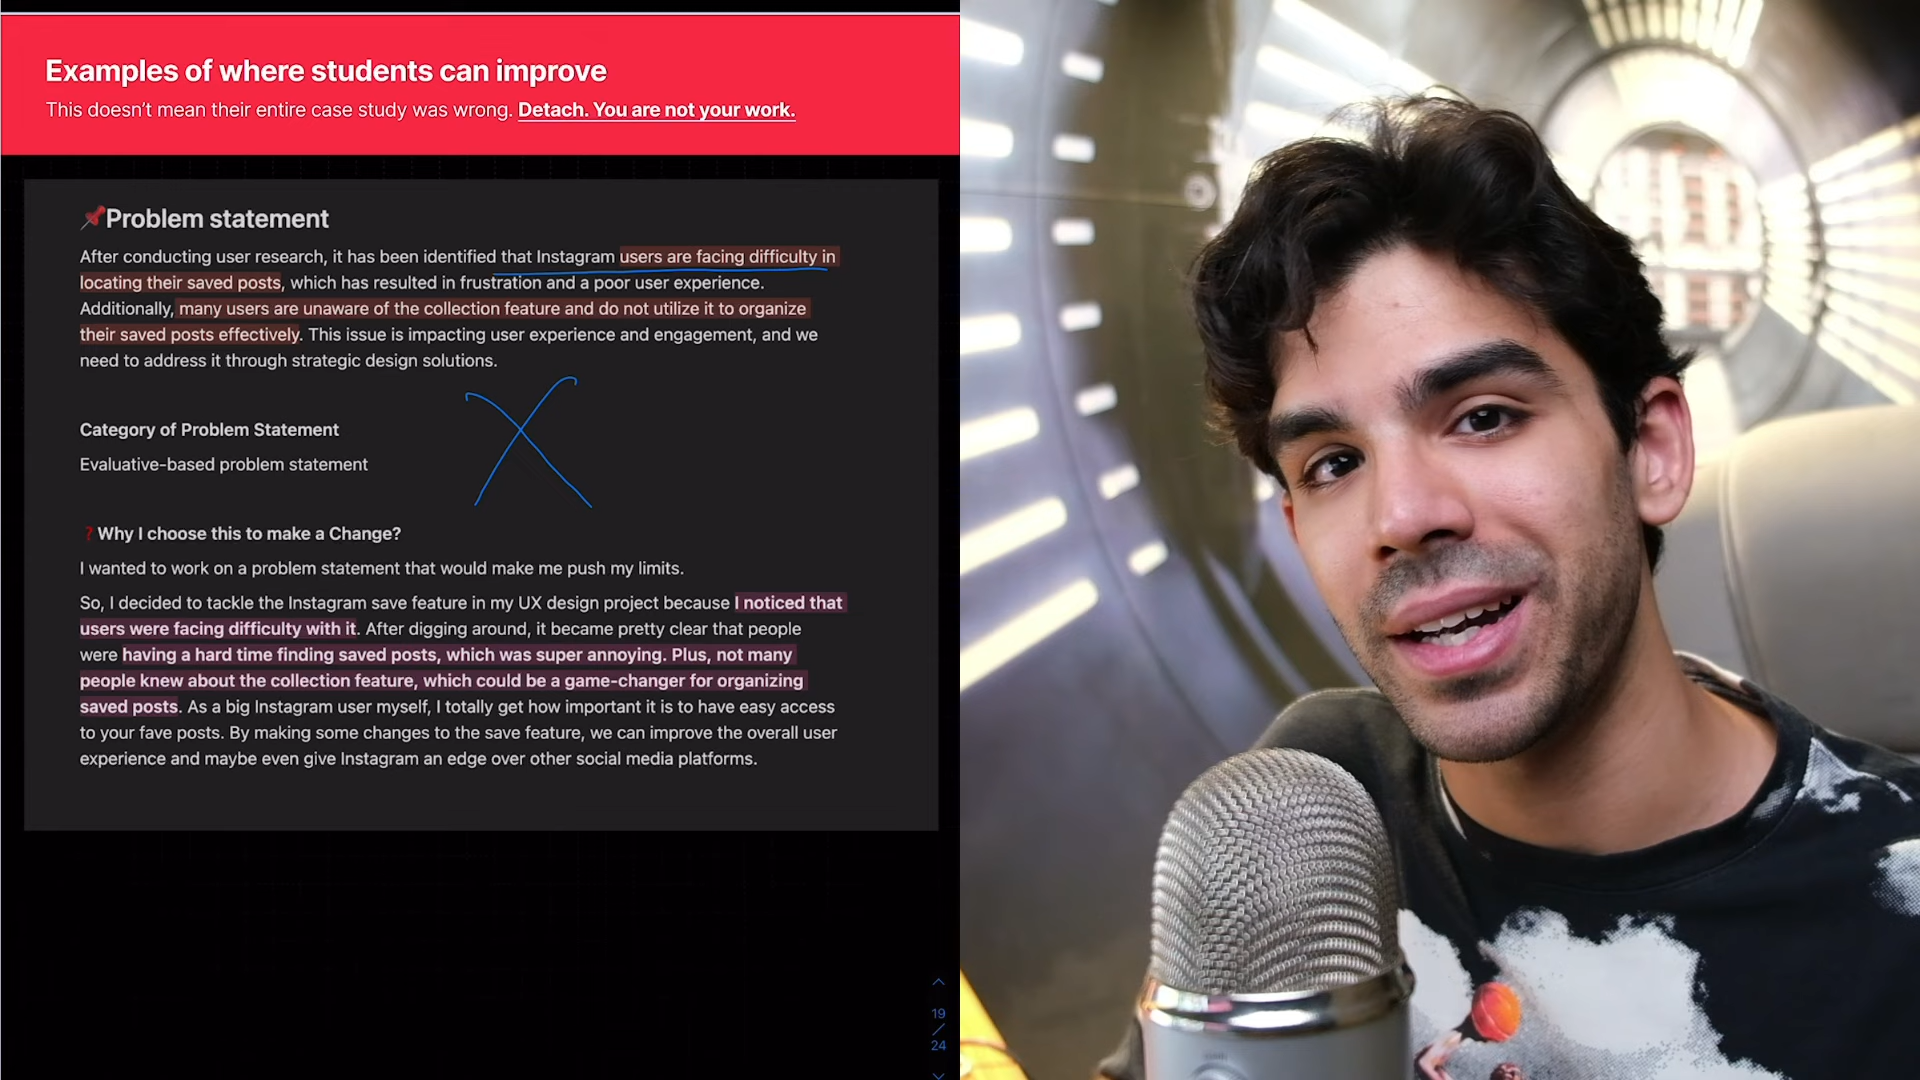 Examples of where students can improve
This doesn’t mean their entire case study was wrong. Detach. You are not your work.
Problem statement
After conducting user research, it has been identified that Instagram users are facing difficulty in
locating their saved posts, which has resulted in frustration and a poor user experience.
Additionally, many users are unaware of the collection feature and do not utilize it to organize
their saved posts effectively. This issue is impacting user experience and engagement, and we
need to address it through strategic design solutions.
Category of Problem Statement
Evaluative-based problem statement
❓Why I choose this to make a Change?
I wanted to work on a problem statement that would make me push my limits.
So, I decided to tackle the Instagram save feature in my UX design project because I noticed that
users were facing difficulty with it. After digging around, it became pretty clear that people
were having a hard time finding saved posts, which was super annoying. Plus, not many
people knew about the collection feature, which could be a game-changer for organizing
saved posts. As a big Instagram user myself, I totally get how important it is to have easy access
to your fave posts. By making some changes to the save feature, we can improve the overall user
experience and maybe even give Instagram an edge over other social media platforms.
19
/
24